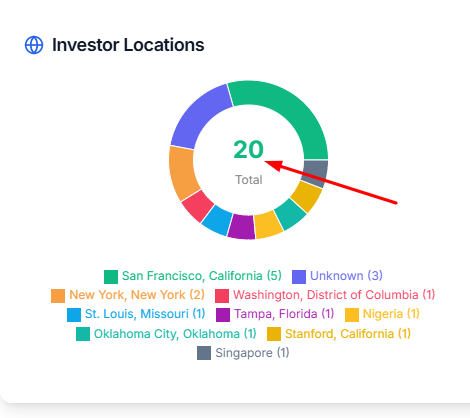 Investor Locations
20
Total
San Francisco, California (5) Unknown (3)
New York, New York (2) Washington, District of Columbia (1)
St. Louis, Missouri (1) Tampa, Florida (1) Nigeria (1)
Oklahoma City, Oklahoma (1) Stanford, California (1)
Singapore (1)